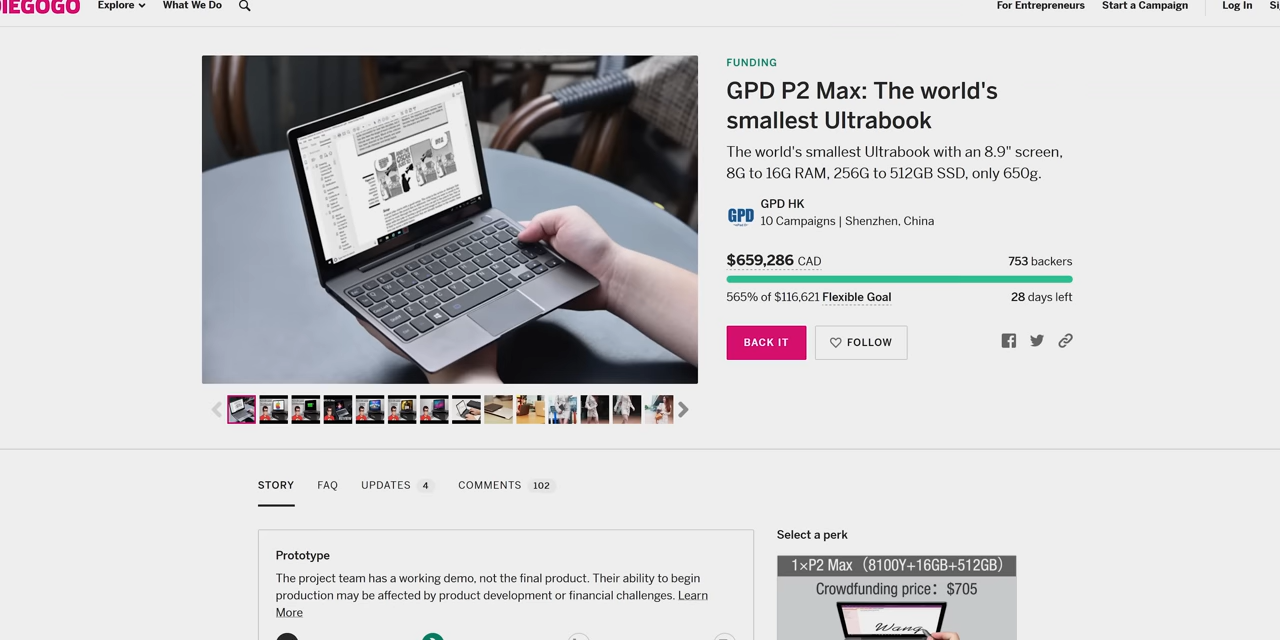 DIEGOGO
Explore
What We Do
For Entrepreneurs
Start a Campaign
Log In
FUNDING
GPD P2 Max: The world's
smallest Ultrabook
The world's smallest Ultrabook with an 8.9" screen,
8G to 16G RAM, 256G to 512GB SSD, only 650g.
GPD
GPD HK
10 Campaigns | Shenzhen, China
$659,286 CAD
753 backers
565% of $116,621 Flexible Goal
28 days left
BACK IT
FOLLOW
STORY
FAQ
UPDATES 4
COMMENTS 102
Prototype
The project team has a working demo, not the final product. Their ability to begin
production may be affected by product development or financial challenges. Learn
More
Select a perk
1×P2 Max（8100Y+16GB+512GB）
Crowdfunding price：$705
Wang